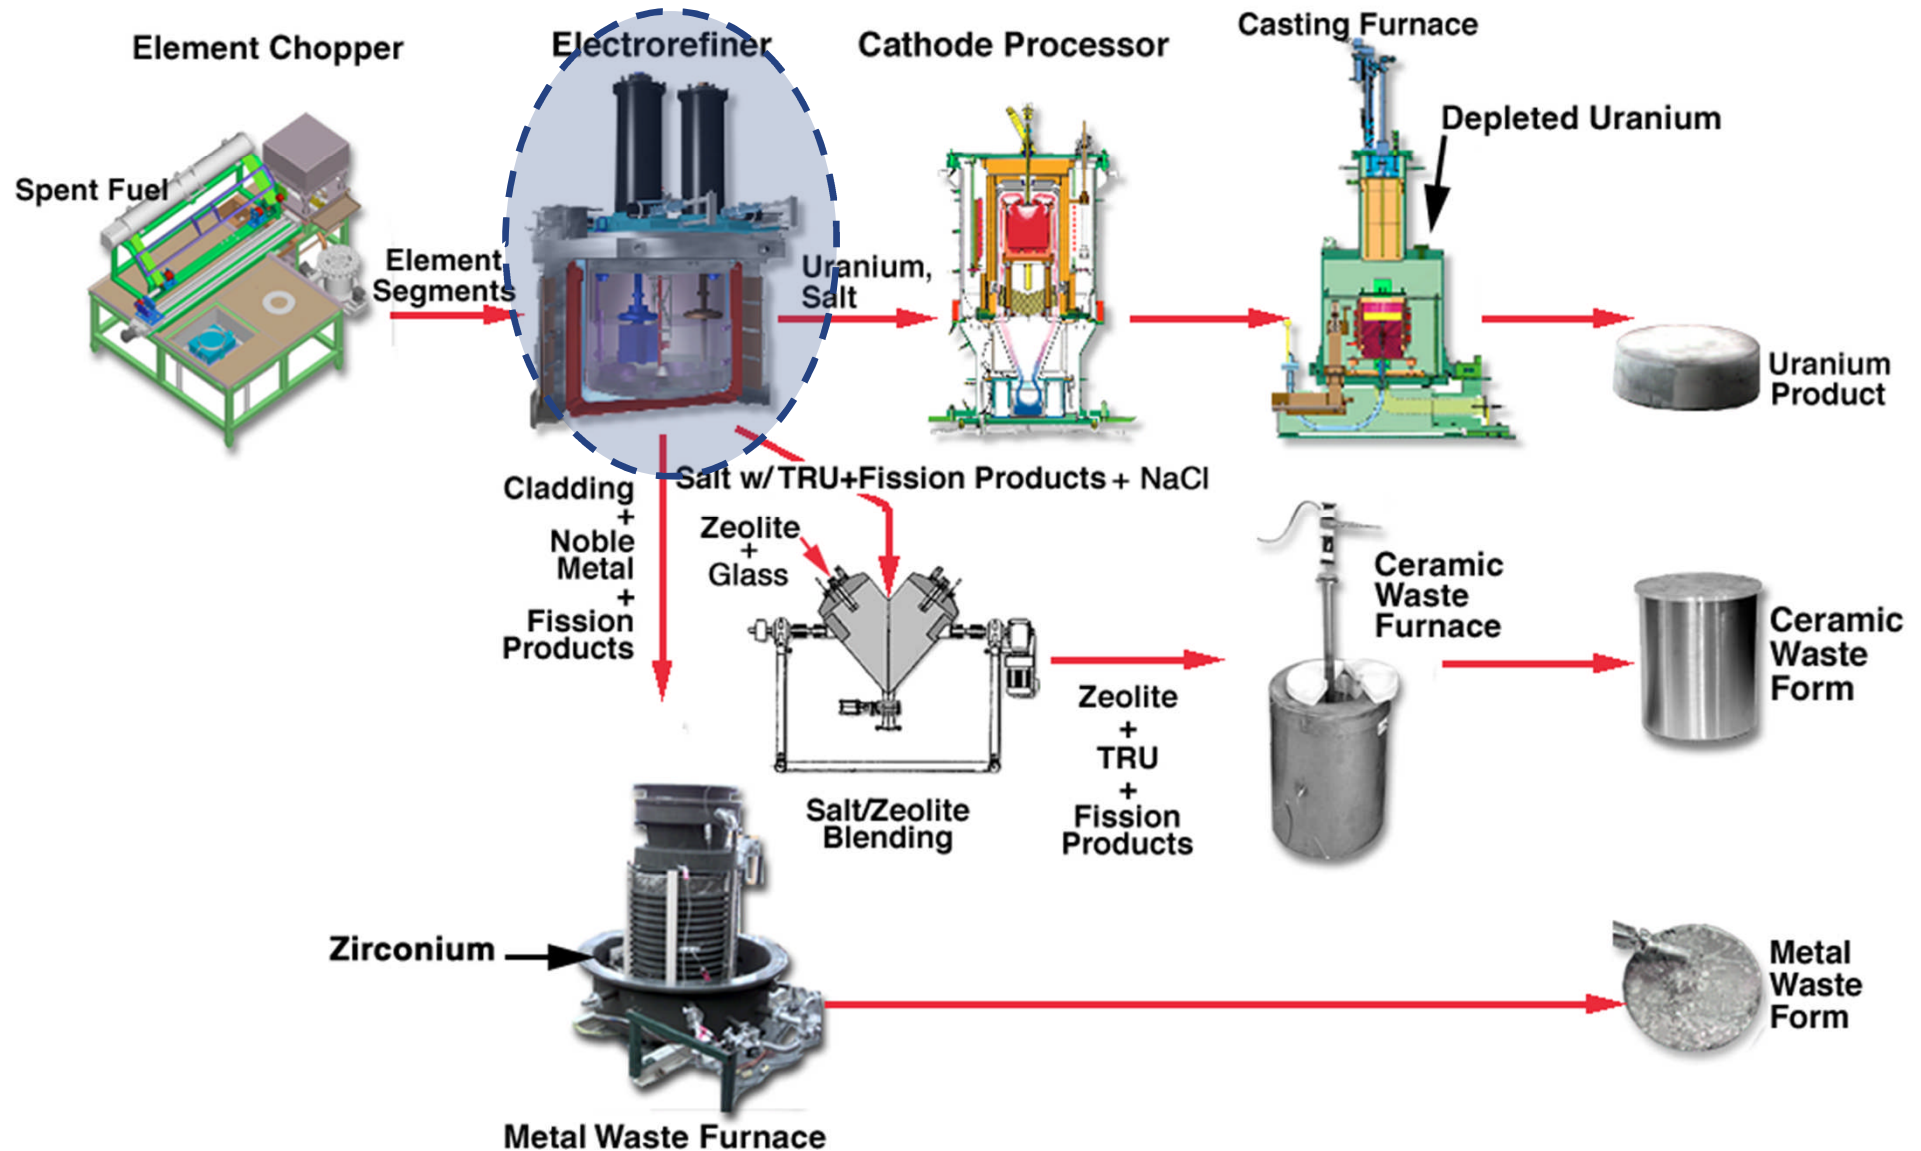 Element Chopper
Electrorefiner
Cathode Processor
Casting Furnace
Depleted Uranium
Spent Fuel
Element
Segments
Uranium,
Salt
Uranium
Product
Cladding
+
Noble
Metal
+
Fission
Products
Salt w/ TRU+Fission Products + NaCl
Zeolite
+
Glass
Salt/Zeolite
Blending
Zeolite
+
TRU
+
Fission
Products
Ceramic
Waste
Furnace
Ceramic
Waste
Form
Zirconium
Metal Waste Furnace
Metal
Waste
Form